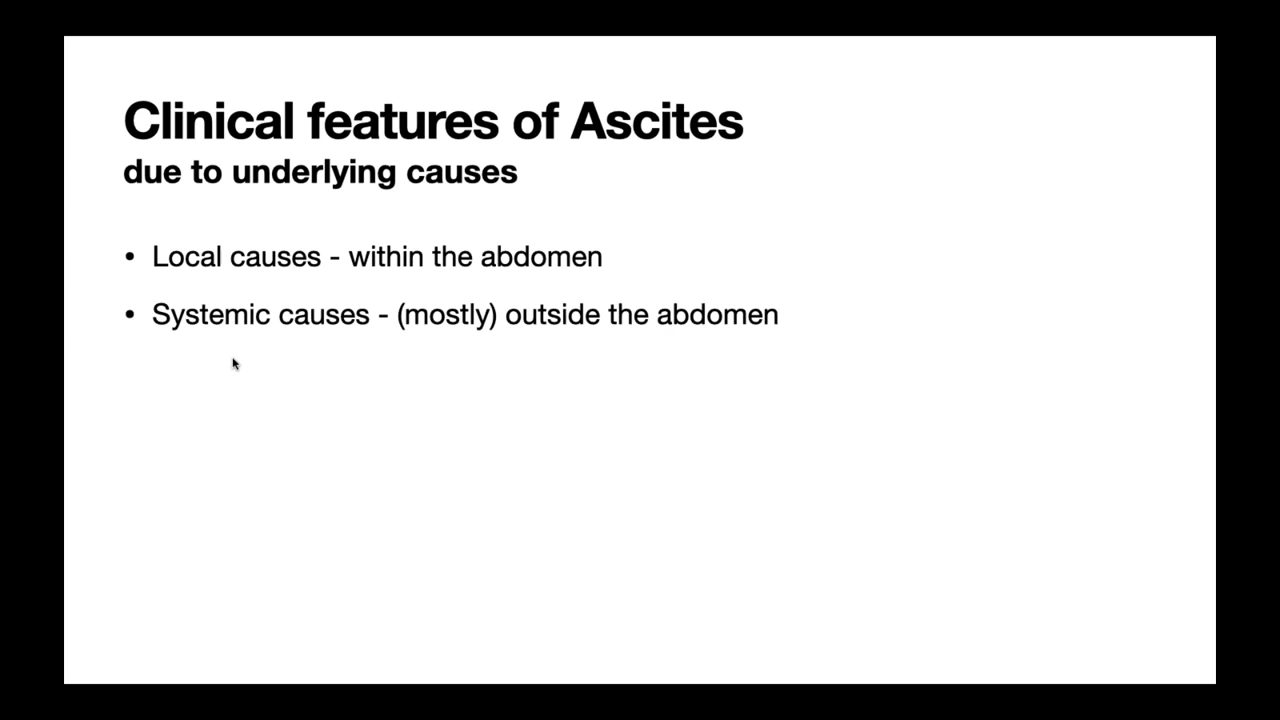 Clinical features of Ascites
due to underlying causes
• Local causes - within the abdomen
• Systemic causes - (mostly) outside the abdomen